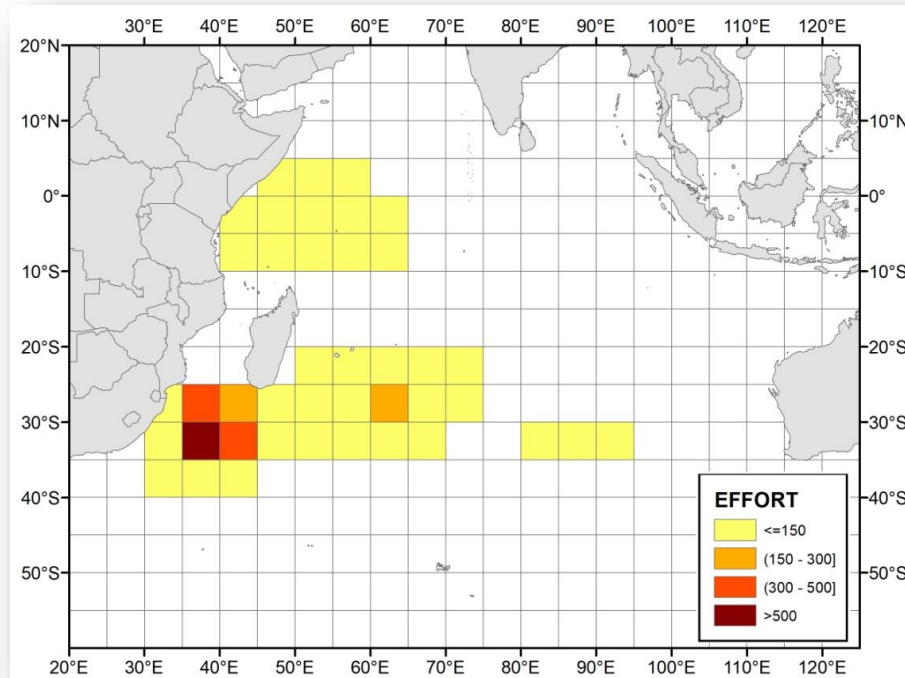 30°E 40°E 50°E 60°E 70°E 80°E 90°E 100°E 110°E 120°E
20°N
10°N 10°N
0° 0°
10°S 10°S
20°S 20°S
30°S 30°S
40°S 40°S
50°S 50°S
EFFORT
<=150
(150 - 300]
(300 - 500]
>500
20°E 30°E 40°E 50°E 60°E 70°E 80°E 90°E 100°E 110°E 120°E